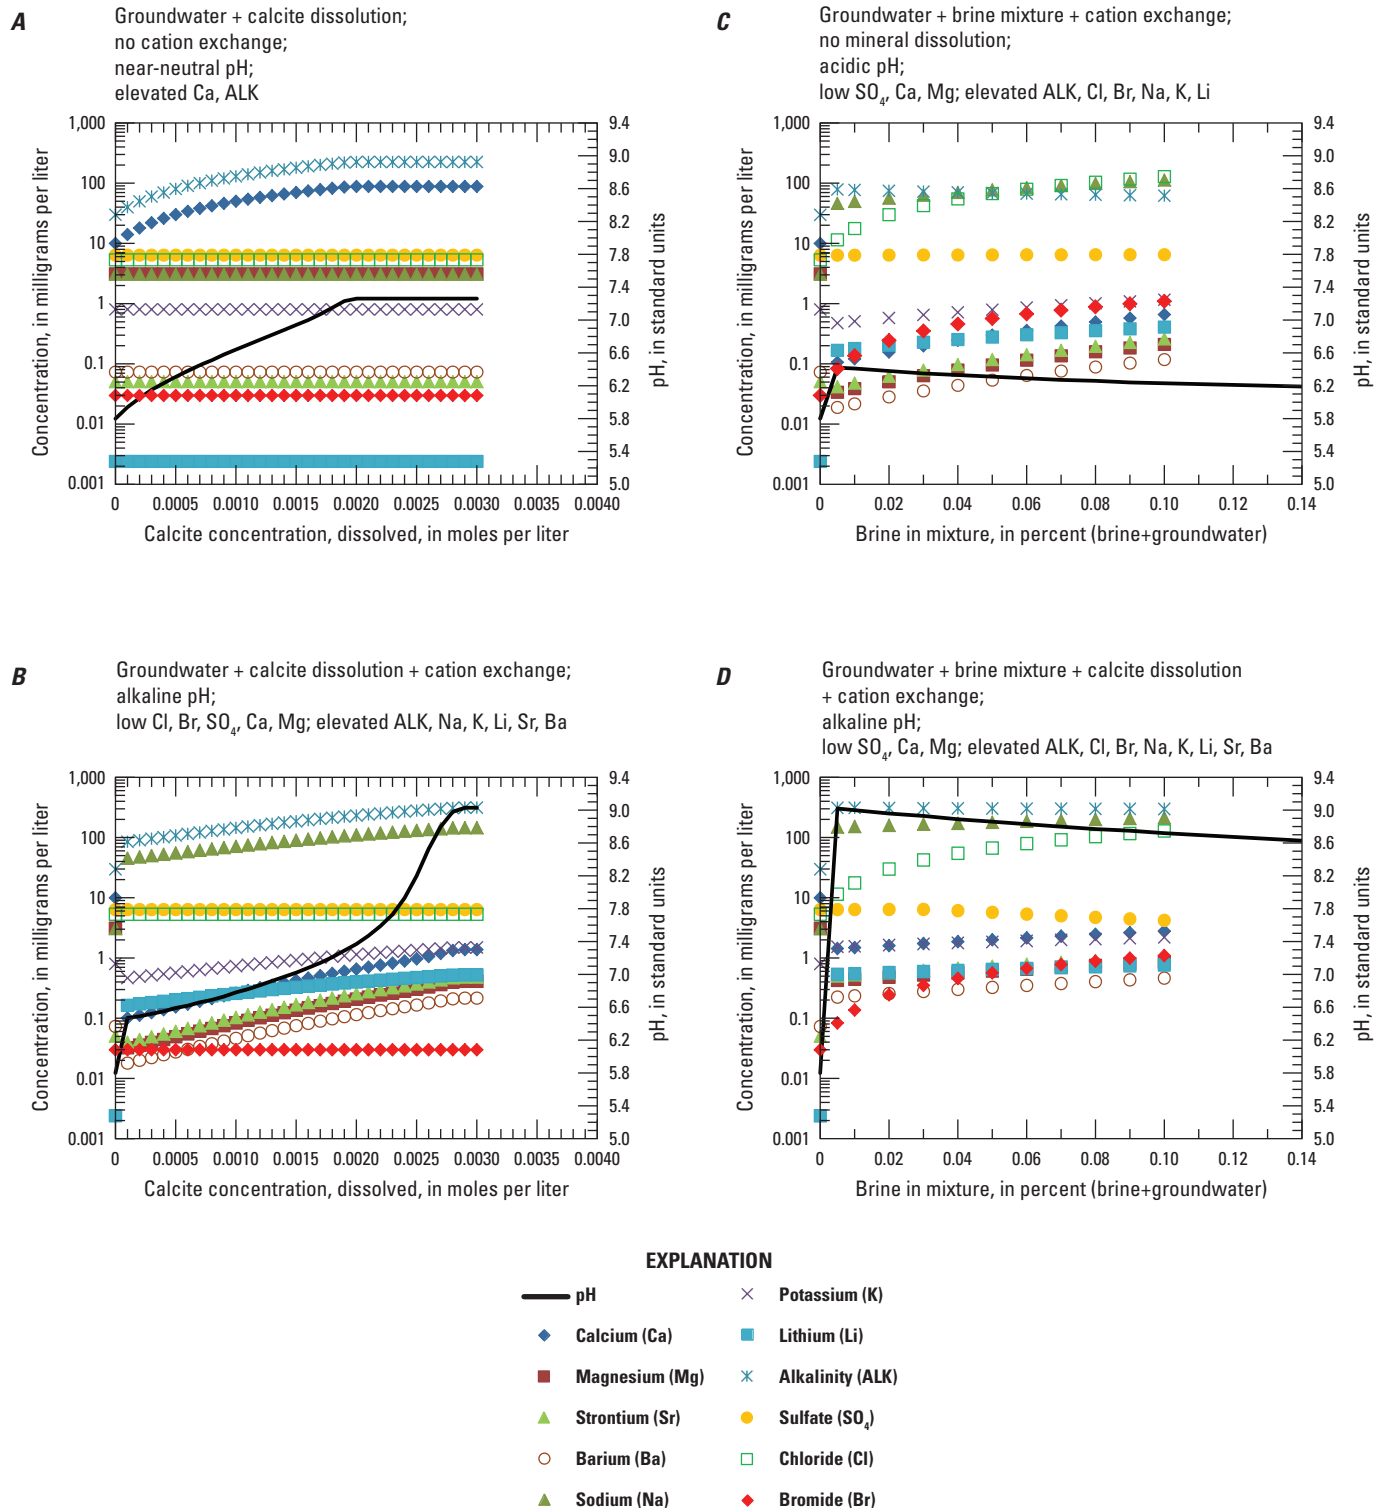 A
Groundwater + calcite dissolution;
no cation exchange;
near-neutral pH;
elevated Ca, ALK
1,000
100
10
1
0.1
0.01
0.001
Concentration, in milligrams per liter
9.4
9.0
8.6
8.2
7.8
7.4
7.0
6.6
6.2
5.8
5.4
5.0
pH, in standard units
0 0.0005 0.0010 0.0015 0.0020 0.0025 0.0030 0.0035 0.0040
Calcite concentration, dissolved, in moles per liter
C
Groundwater + brine mixture + cation exchange;
no mineral dissolution;
acidic pH;
low SO₄, Ca, Mg; elevated ALK, Cl, Br, Na, K, Li
1,000
100
10
1
0.1
0.01
0.001
Concentration, in milligrams per liter
9.4
9.0
8.6
8.2
7.8
7.4
7.0
6.6
6.2
5.8
5.4
5.0
pH, in standard units
0 0.02 0.04 0.06 0.08 0.10 0.12 0.14
Brine in mixture, in percent (brine+groundwater)
B
Groundwater + calcite dissolution + cation exchange;
alkaline pH;
low Cl, Br, SO₄, Ca, Mg; elevated ALK, Na, K, Li, Sr, Ba
1,000
100
10
1
0.1
0.01
0.001
Concentration, in milligrams per liter
9.4
9.0
8.6
8.2
7.8
7.4
7.0
6.6
6.2
5.8
5.4
5.0
pH, in standard units
0 0.0005 0.0010 0.0015 0.0020 0.0025 0.0030 0.0035 0.0040
Calcite concentration, dissolved, in moles per liter
D
Groundwater + brine mixture + calcite dissolution
+ cation exchange;
alkaline pH;
low SO₄, Ca, Mg; elevated ALK, Cl, Br, Na, K, Li, Sr, Ba
1,000
100
10
1
0.1
0.01
0.001
Concentration, in milligrams per liter
9.4
9.0
8.6
8.2
7.8
7.4
7.0
6.6
6.2
5.8
5.4
5.0
pH, in standard units
0 0.02 0.04 0.06 0.08 0.10 0.12 0.14
Brine in mixture, in percent (brine+groundwater)
EXPLANATION
pH
Calcium (Ca)
Magnesium (Mg)
Strontium (Sr)
Barium (Ba)
Sodium (Na)
Potassium (K)
Lithium (Li)
Alkalinity (ALK)
Sulfate (SO₄)
Chloride (Cl)
Bromide (Br)